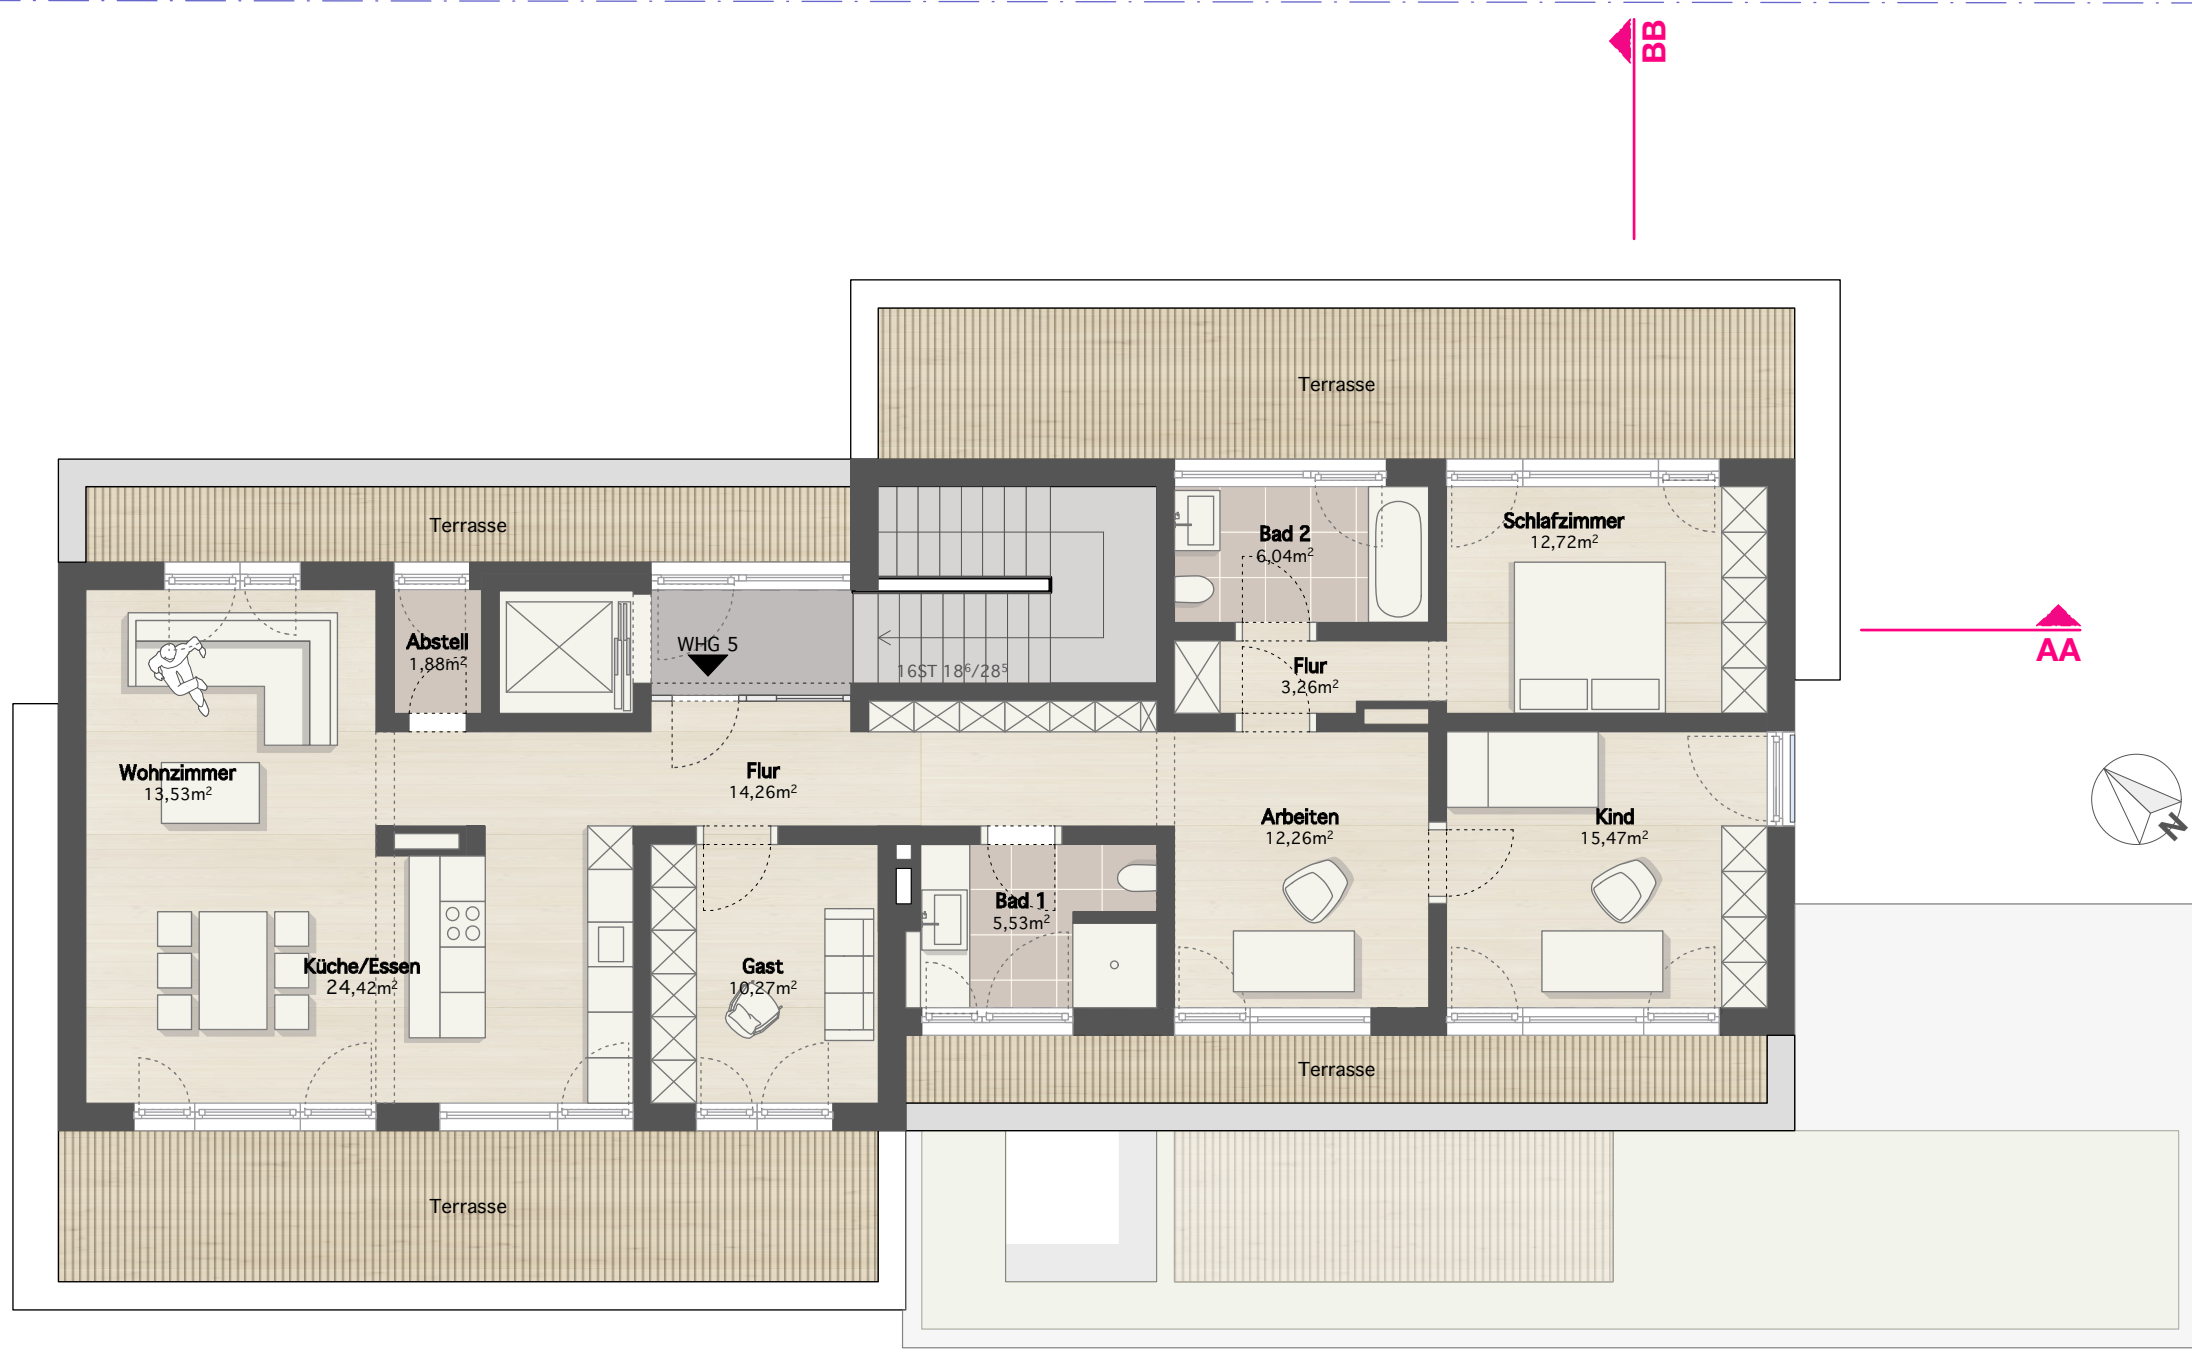 BB
Terrasse
Terrasse
Schlafzimmer
12,72m²
Bad 2
6,04m²
Abstell
1,88m²
WHG 5
16ST 18⁶/28⁵
Flur
3,26m²
AA
Wohnzimmer
13,53m²
Flur
14,26m²
Arbeiten
12,26m²
Kind
15,47m²
N
Bad 1
5,53m²
Küche/Essen
24,42m²
Gast
10,27m²
Terrasse
Terrasse